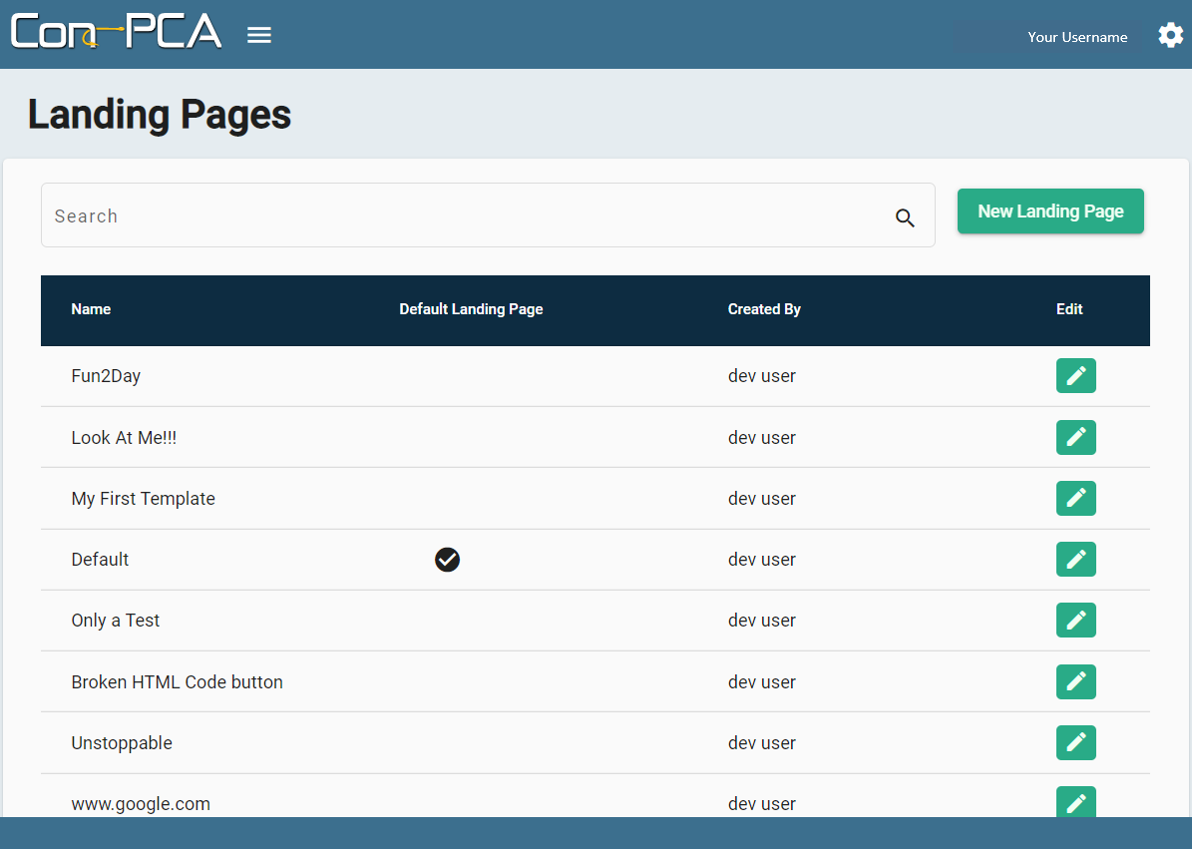 Con-PCA
Your Username
Landing Pages
Search
New Landing Page
Name Default Landing Page Created By Edit
Fun2Day dev user
Look At Me!!! dev user
My First Template dev user
Default dev user
Only a Test dev user
Broken HTML Code button dev user
Unstoppable dev user
www.google.com dev user